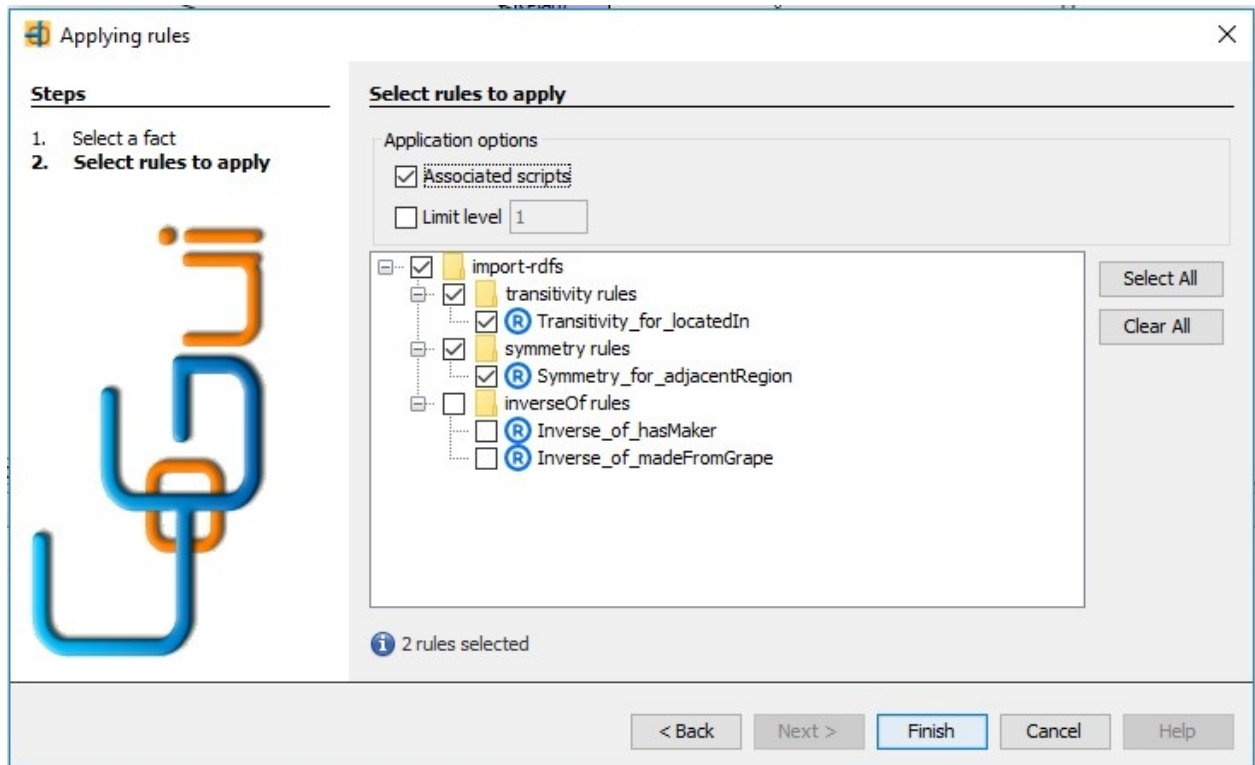 Applying rules
Steps
1. Select a fact
2. Select rules to apply
Select rules to apply
Application options
Associated scripts
Limit level 1
import-rdfs
transitivity rules
R Transitivity_for_locatedIn
symmetry rules
R Symmetry_for_adjacentRegion
inverseOf rules
R Inverse_of_hasMaker
R Inverse_of_madeFromGrape
Select All
Clear All
2 rules selected
< Back Next > Finish Cancel Help